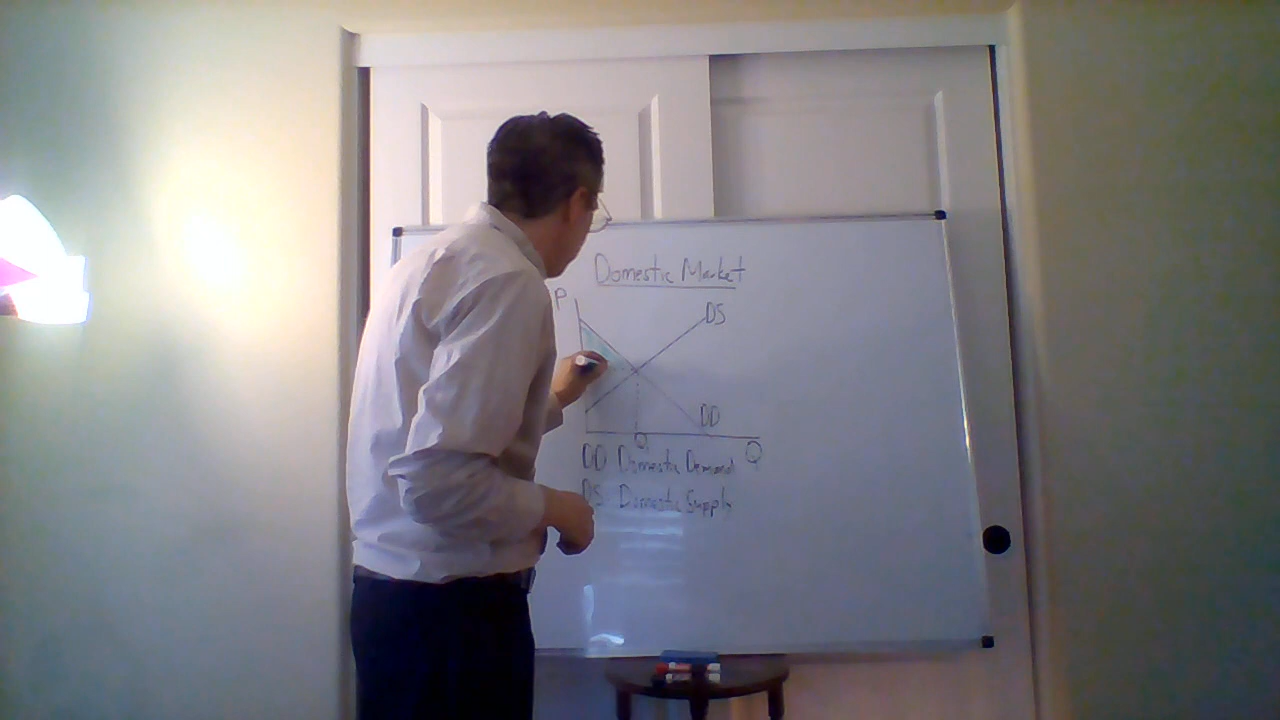 Domestic Market
P
DS
DD
Q
DD Domestic Demand
DS Domestic Supply